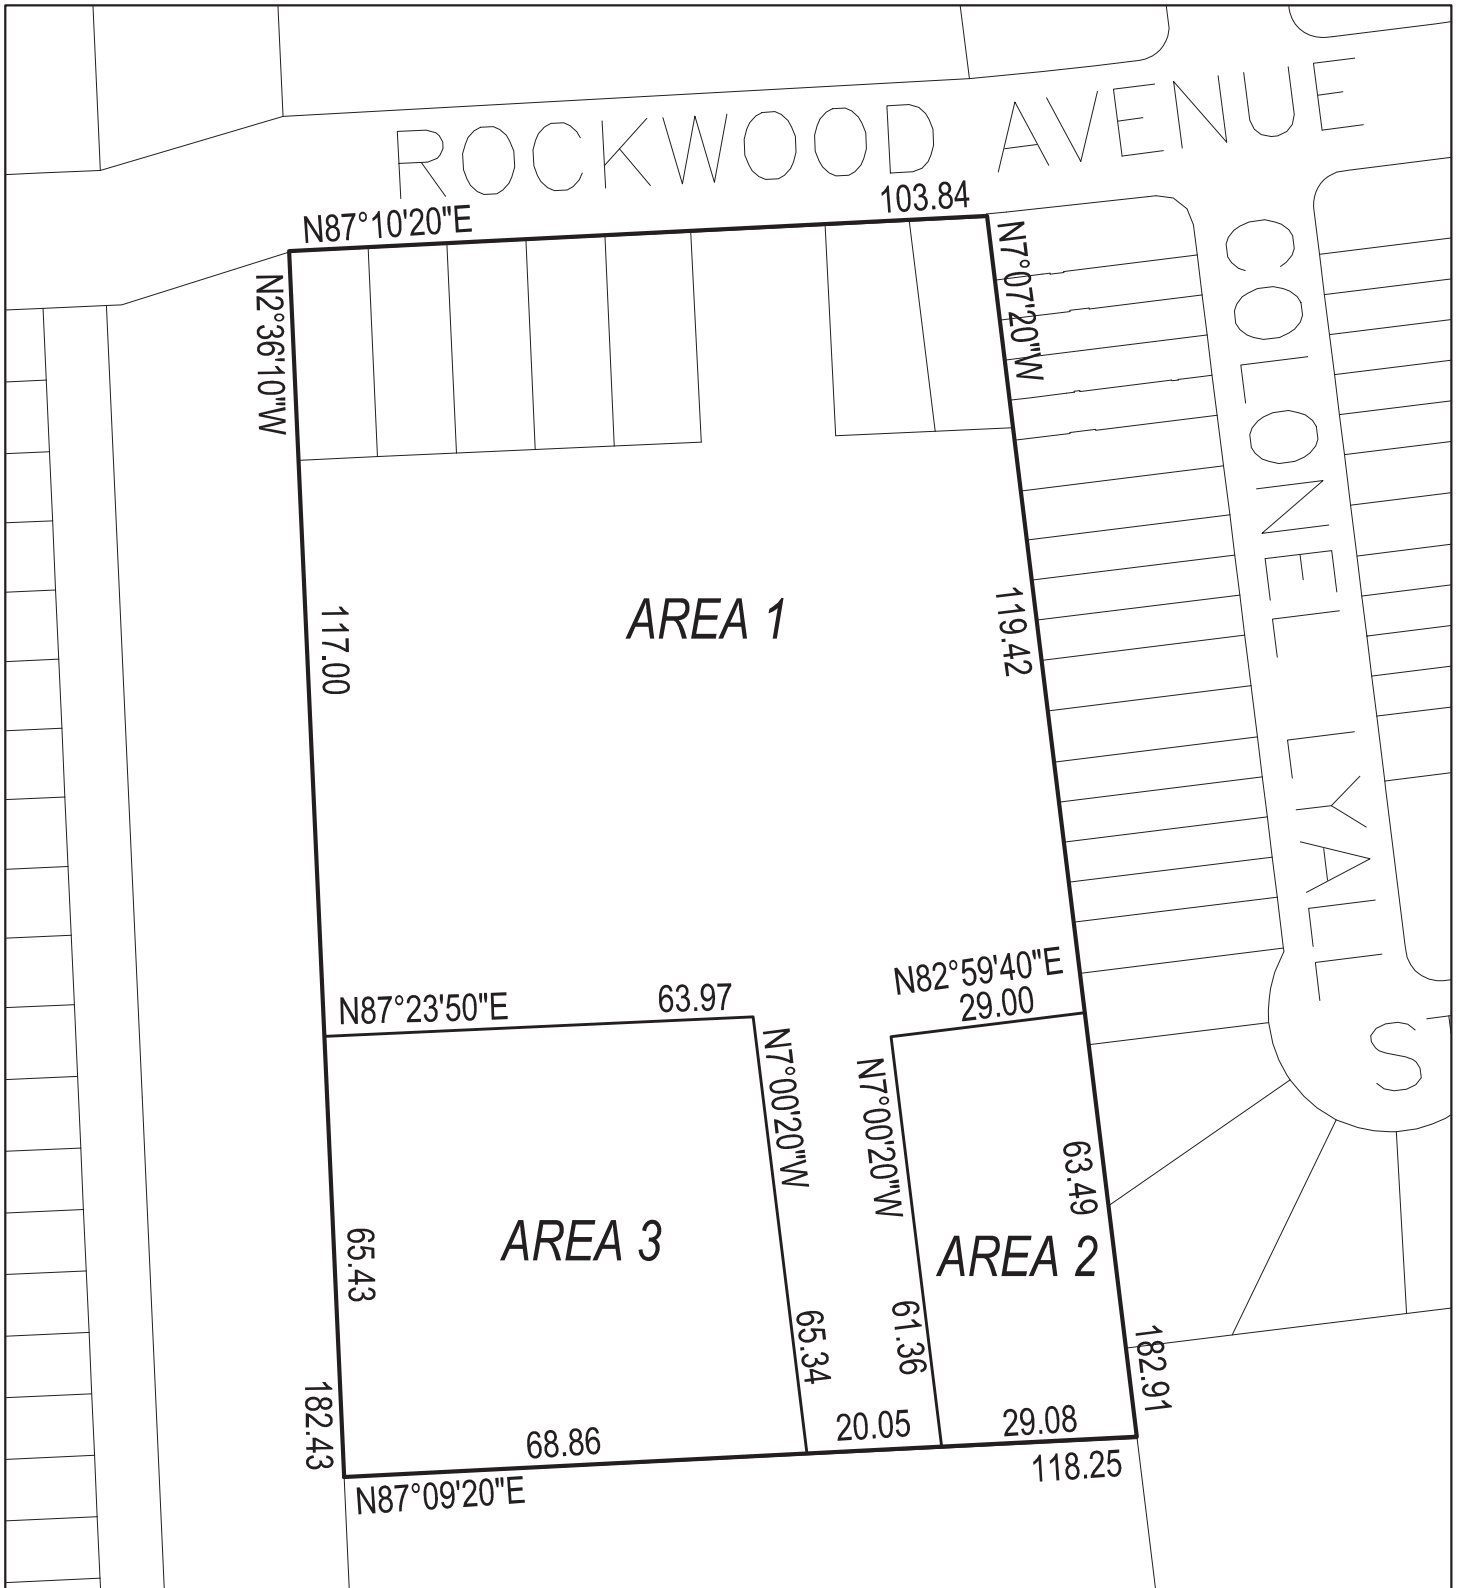 ROCKWOOD AVENUE
103.84
N87°10'20"E
N7°07'20"W
N2°36'10"W
COLONEL LYALL S
AREA 1
119.42
117.00
N82°59'40"E
29.00
N87°23'50"E
63.97
N7°00'20"W
N7°00'20"W
63.49
AREA 3
AREA 2
65.43
65.34
61.36
182.91
182.43
20.05
29.08
68.86
118.25
N87°09'20"E